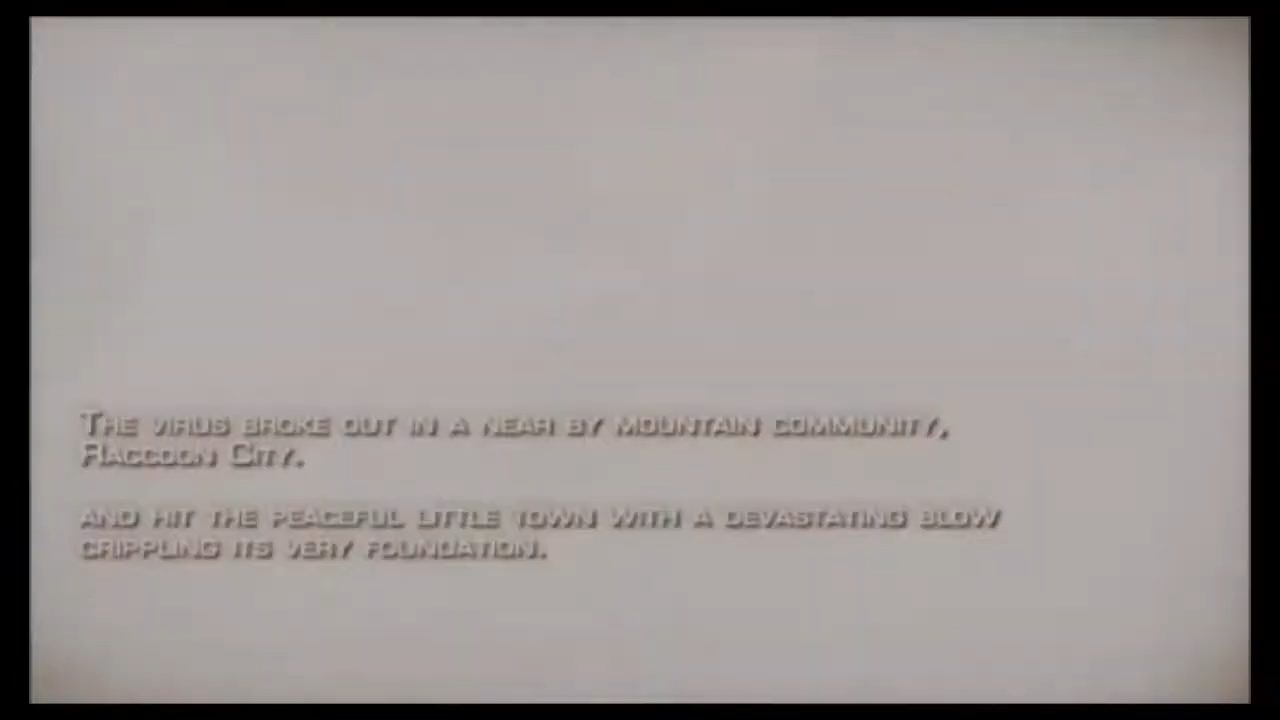 The virus broke out in a near by mountain community,
Raccoon City.
and hit the peaceful little town with a devastating blow
crippling its very foundation.